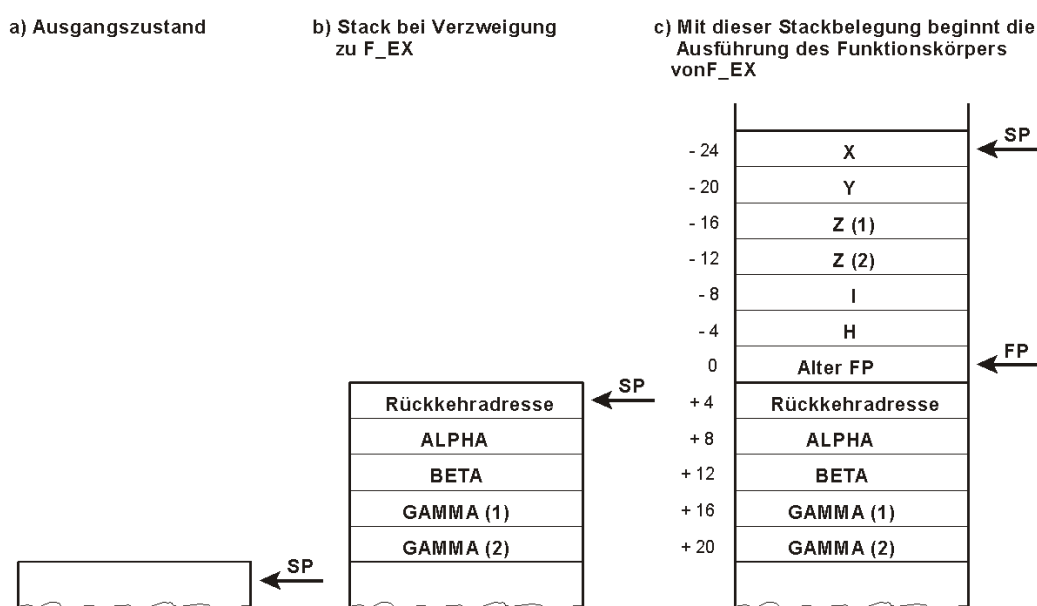 a) Ausgangszustand
b) Stack bei Verzweigung
zu F_EX
c) Mit dieser Stackbelegung beginnt die
Ausführung des Funktionskörpers
vonF_EX
SP
Rückkehradresse
SP
ALPHA
BETA
GAMMA (1)
GAMMA (2)
- 24 X SP
- 20 Y
- 16 Z (1)
- 12 Z (2)
- 8 I
- 4 H
0 Alter FP FP
+ 4 Rückkehradresse
+ 8 ALPHA
+ 12 BETA
+ 16 GAMMA (1)
+ 20 GAMMA (2)